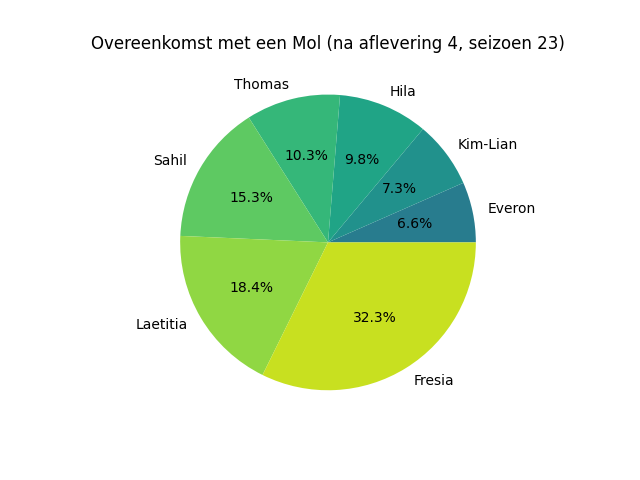 Overeenkomst met een Mol (na aflevering 4, seizoen 23)
Thomas
Hila
Kim-Lian
Everon
Sahil
Laetitia
Fresia
10.3%
9.8%
7.3%
6.6%
15.3%
18.4%
32.3%